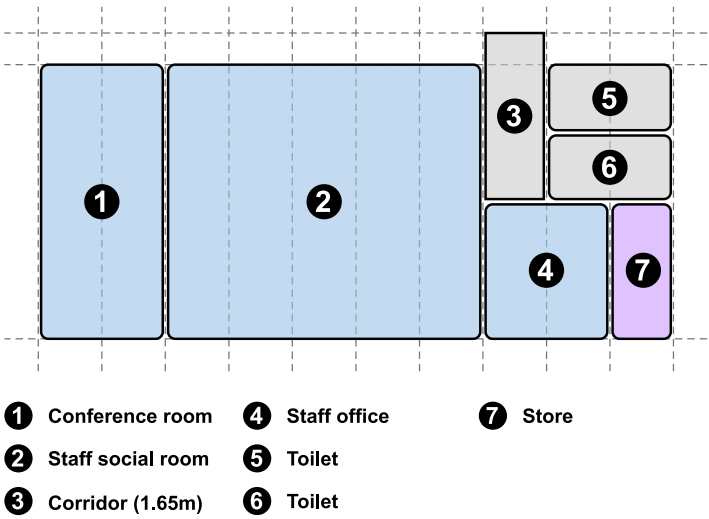 3
5
6
1
2
4
7
1 Conference room
4 Staff office
7 Store
2 Staff social room
5 Toilet
3 Corridor (1.65m)
6 Toilet